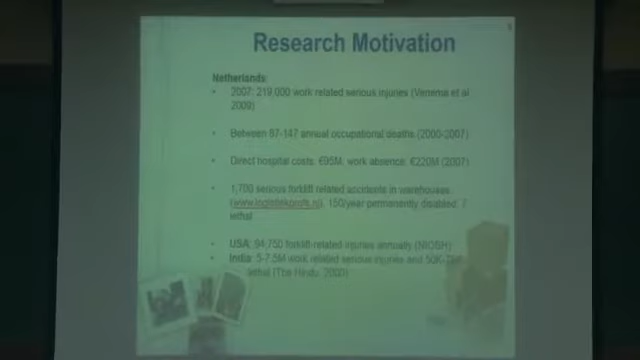 Research Motivation
Netherlands:
• 2007: 219,000 work related serious injuries (Venema et al
2009)
• Between 87-147 annual occupational deaths (2000-2007)
• Direct hospital costs: €95M, work absence: €220M (2007)
• 1,700 serious forklift related accidents in warehouses
(www.logistiekprofs.nl), 150/year permanently disabled, 7
lethal
• USA: 94,750 forklift-related injuries annually (NIOSH)
• India: 5-7.5M work related serious injuries and
lethal (The Hindu, 2000)